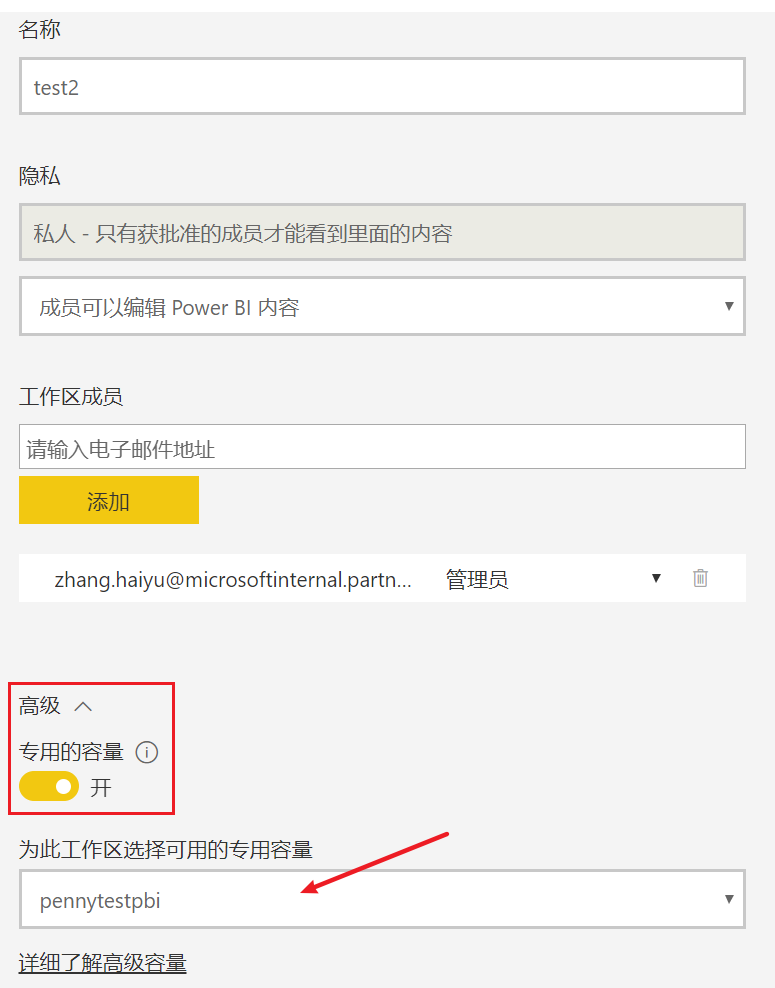 名称
test2
隐私
私人 - 只有获批准的成员才能看到里面的内容
成员可以编辑 Power BI 内容
工作区成员
请输入电子邮件地址
添加
zhang.haiyu@microsoftinternal.partn... 管理员
高级
专用的容量
开
为此工作区选择可用的专用容量
pennytestpbi
详细了解高级容量